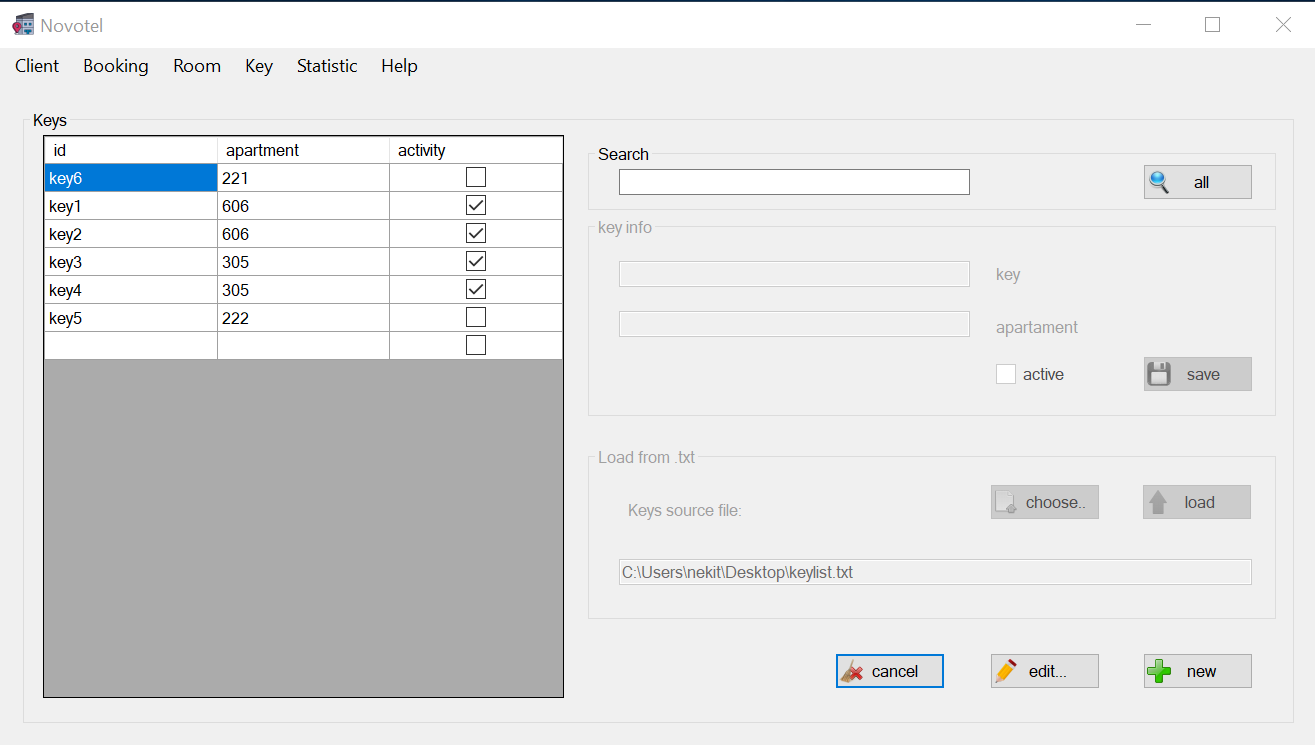 Novotel
Client Booking Room Key Statistic Help
Keys
id apartment activity
key6 221
key1 606
key2 606
key3 305
key4 305
key5 222
Search
all
key info
key
apartament
active save
Load from .txt
Keys source file: choose.. load
C:\Users\nekit\Desktop\keylist.txt
cancel edit... new